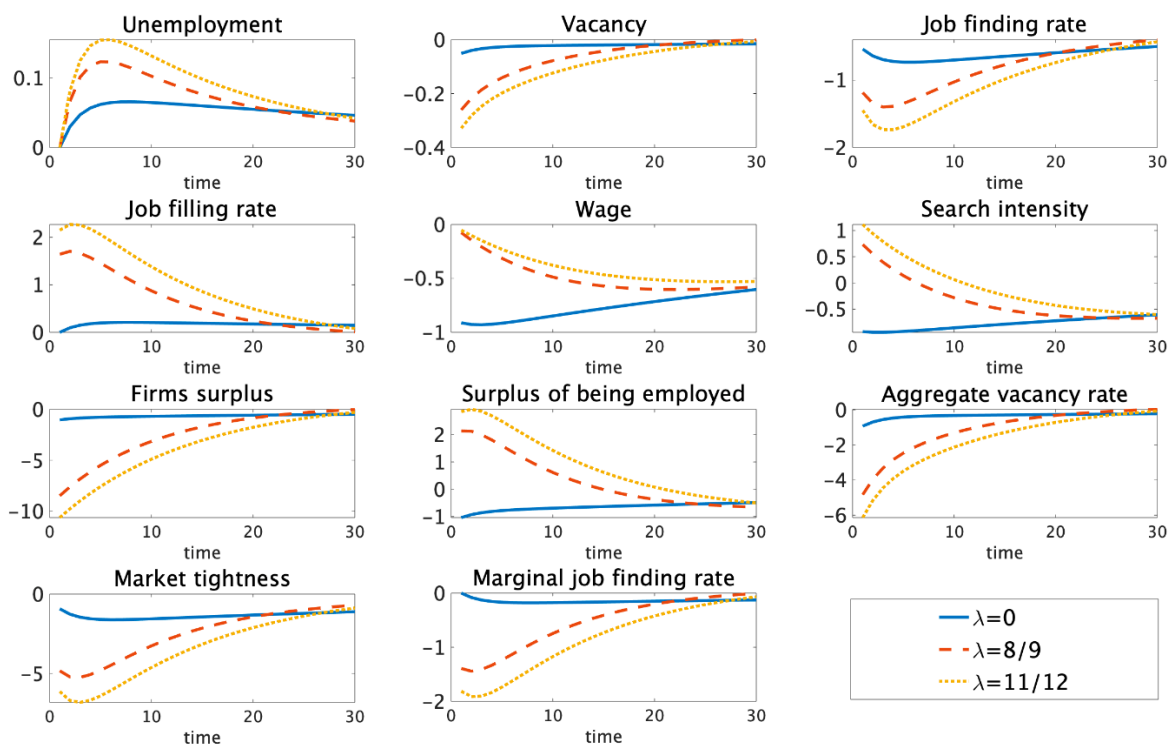 Unemployment
0.1
0
0 10 20 30
time
Vacancy
0
-0.2
-0.4
0 10 20 30
time
Job finding rate
-1
-2
0 10 20 30
time
Job filling rate
2
1
0
0 10 20 30
time
Wage
0
-0.5
-1
0 10 20 30
time
Search intensity
1
0.5
0
-0.5
0 10 20 30
time
Firms surplus
0
-5
-10
0 10 20 30
time
Surplus of being employed
2
1
0
-1
0 10 20 30
time
Aggregate vacancy rate
0
-2
-4
-6
0 10 20 30
time
Market tightness
0
-5
0 10 20 30
time
Marginal job finding rate
0
-1
-2
0 10 20 30
time
λ=0
λ=8/9
λ=11/12